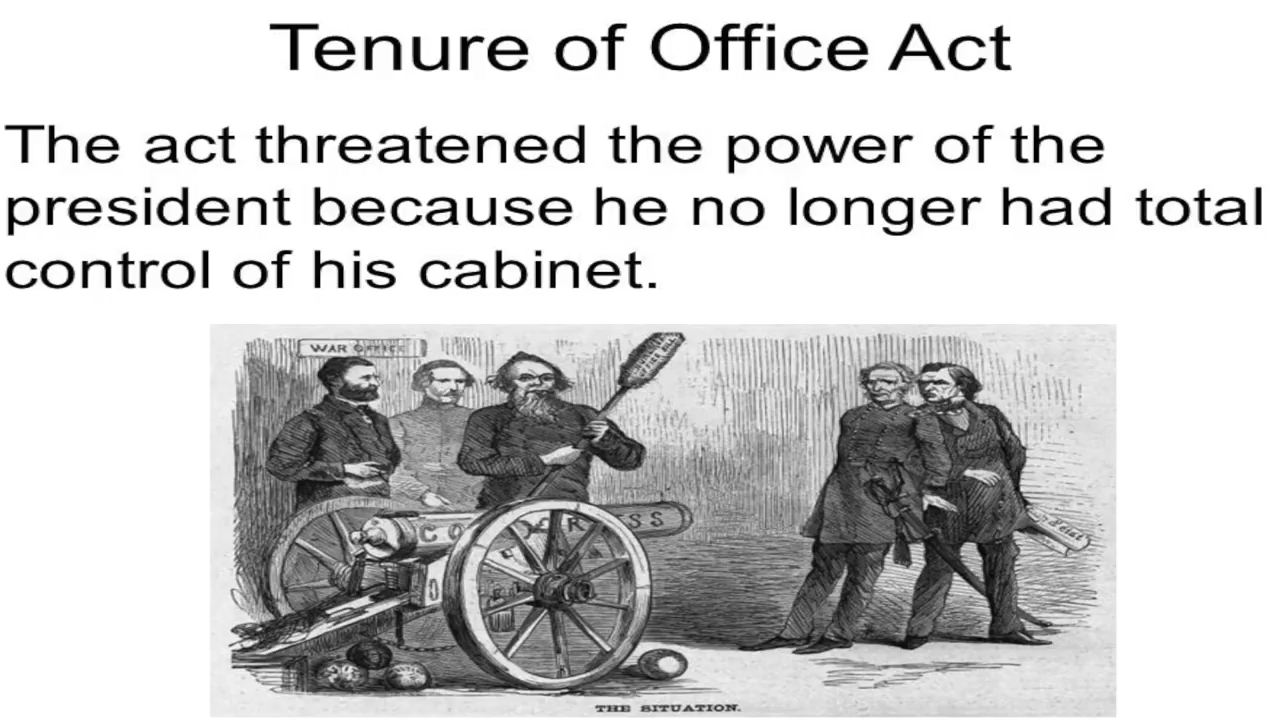 Tenure of Office Act
The act threatened the power of the
president because he no longer had total
control of his cabinet.
WAR OFFICE
CONGRESS
THE SITUATION.